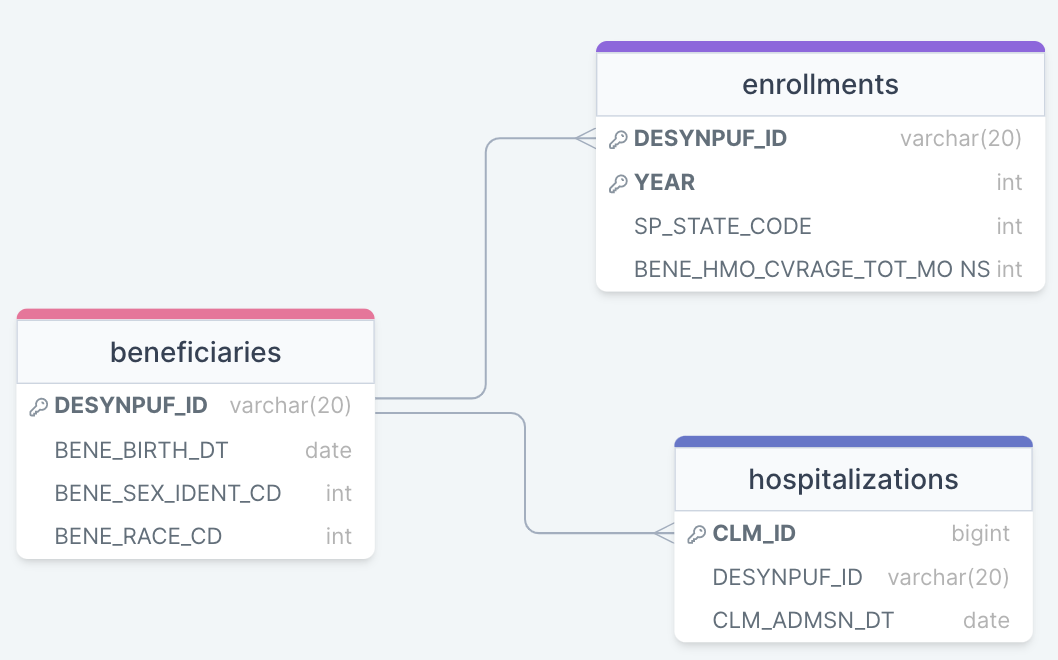 enrollments
DESYNPUF_ID varchar(20)
YEAR int
SP_STATE_CODE int
BENE_HMO_CVRAGE_TOT_MO NS int
beneficiaries
DESYNPUF_ID varchar(20)
BENE_BIRTH_DT date
BENE_SEX_IDENT_CD int
BENE_RACE_CD int
hospitalizations
CLM_ID bigint
DESYNPUF_ID varchar(20)
CLM_ADMSN_DT date